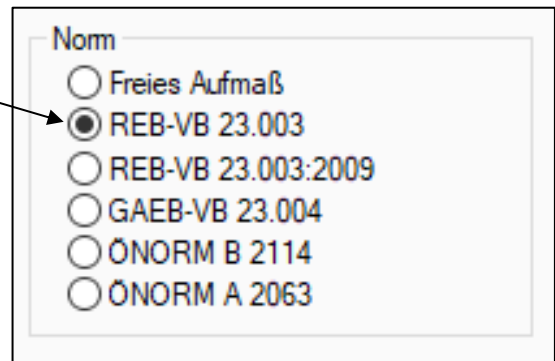 Norm
Freies Aufmaß
REB-VB 23.003
REB-VB 23.003:2009
GAEB-VB 23.004
ÖNORM B 2114
ÖNORM A 2063